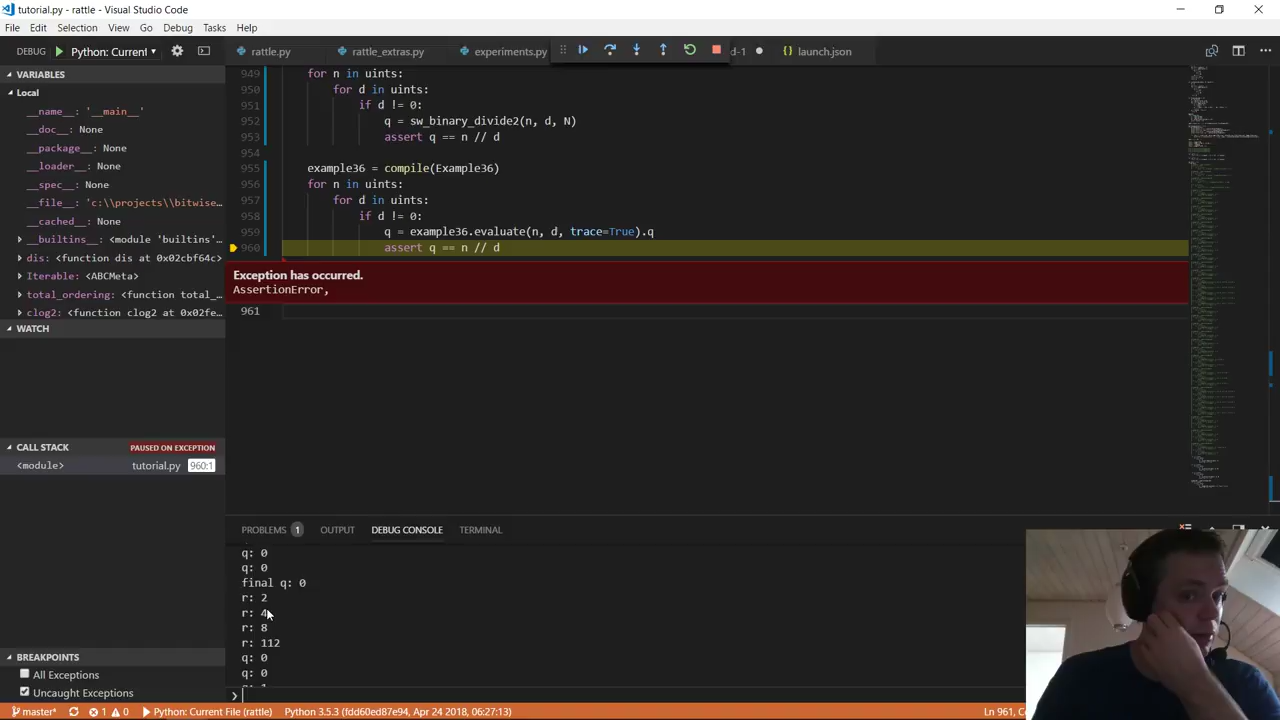 tutorial.py - rattle - Visual Studio Code
File Edit Selection View Go Debug Tasks Help
DEBUG Python: Current rattle.py rattle_extras.py experiments.py d-1 launch.json
VARIABLES
Local
__name__: '__main__'
__doc__: None
__package__: None
__loader__: None
__spec__: None
__file__: 'c:\\projects\\bitwise…
__cached__: None
__builtins__: <module 'builtins'…
dis: <function dis at 0x02cbf64c>
Iterable: <ABCMeta>
total_ordering: <function total_…
clog2: <function clog2 at 0x02fe…
WATCH
CALL STACK PAUSED ON EXCEPTION
<module> tutorial.py 960:1
BREAKPOINTS
All Exceptions
Uncaught Exceptions
949 for n in uints:
950 for d in uints:
951 if d != 0:
952 q = sw_binary_divide2(n, d, N)
953 assert q == n // d
954
955 example36 = compile(Example36)
956 for n in uints:
957 for d in uints:
958 if d != 0:
959 q = example36.evaluate(n, d, trace=True).q
960 assert q == n // d
Exception has occurred.
AssertionError,
961
PROBLEMS 1 OUTPUT DEBUG CONSOLE TERMINAL
q: 0
q: 0
final q: 0
r: 2
r: 4
r: 8
r: 112
q: 0
q: 0
q: 1
master* 1 0 Python: Current File (rattle) Python 3.5.3 (fdd60ed87e94, Apr 24 2018, 06:27:13) Ln 961, C